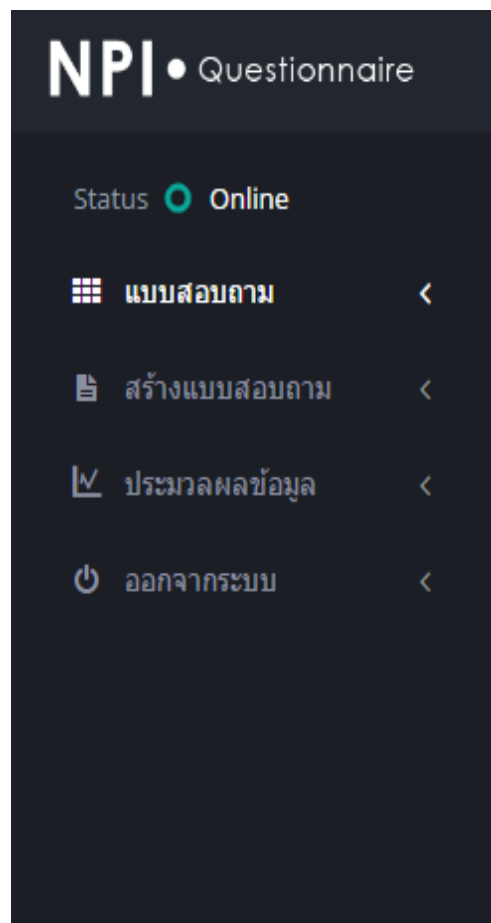 NPI • Questionnaire
Status Online
แบบสอบถาม
สร้างแบบสอบถาม
ประมวลผลข้อมูล
ออกจากระบบ